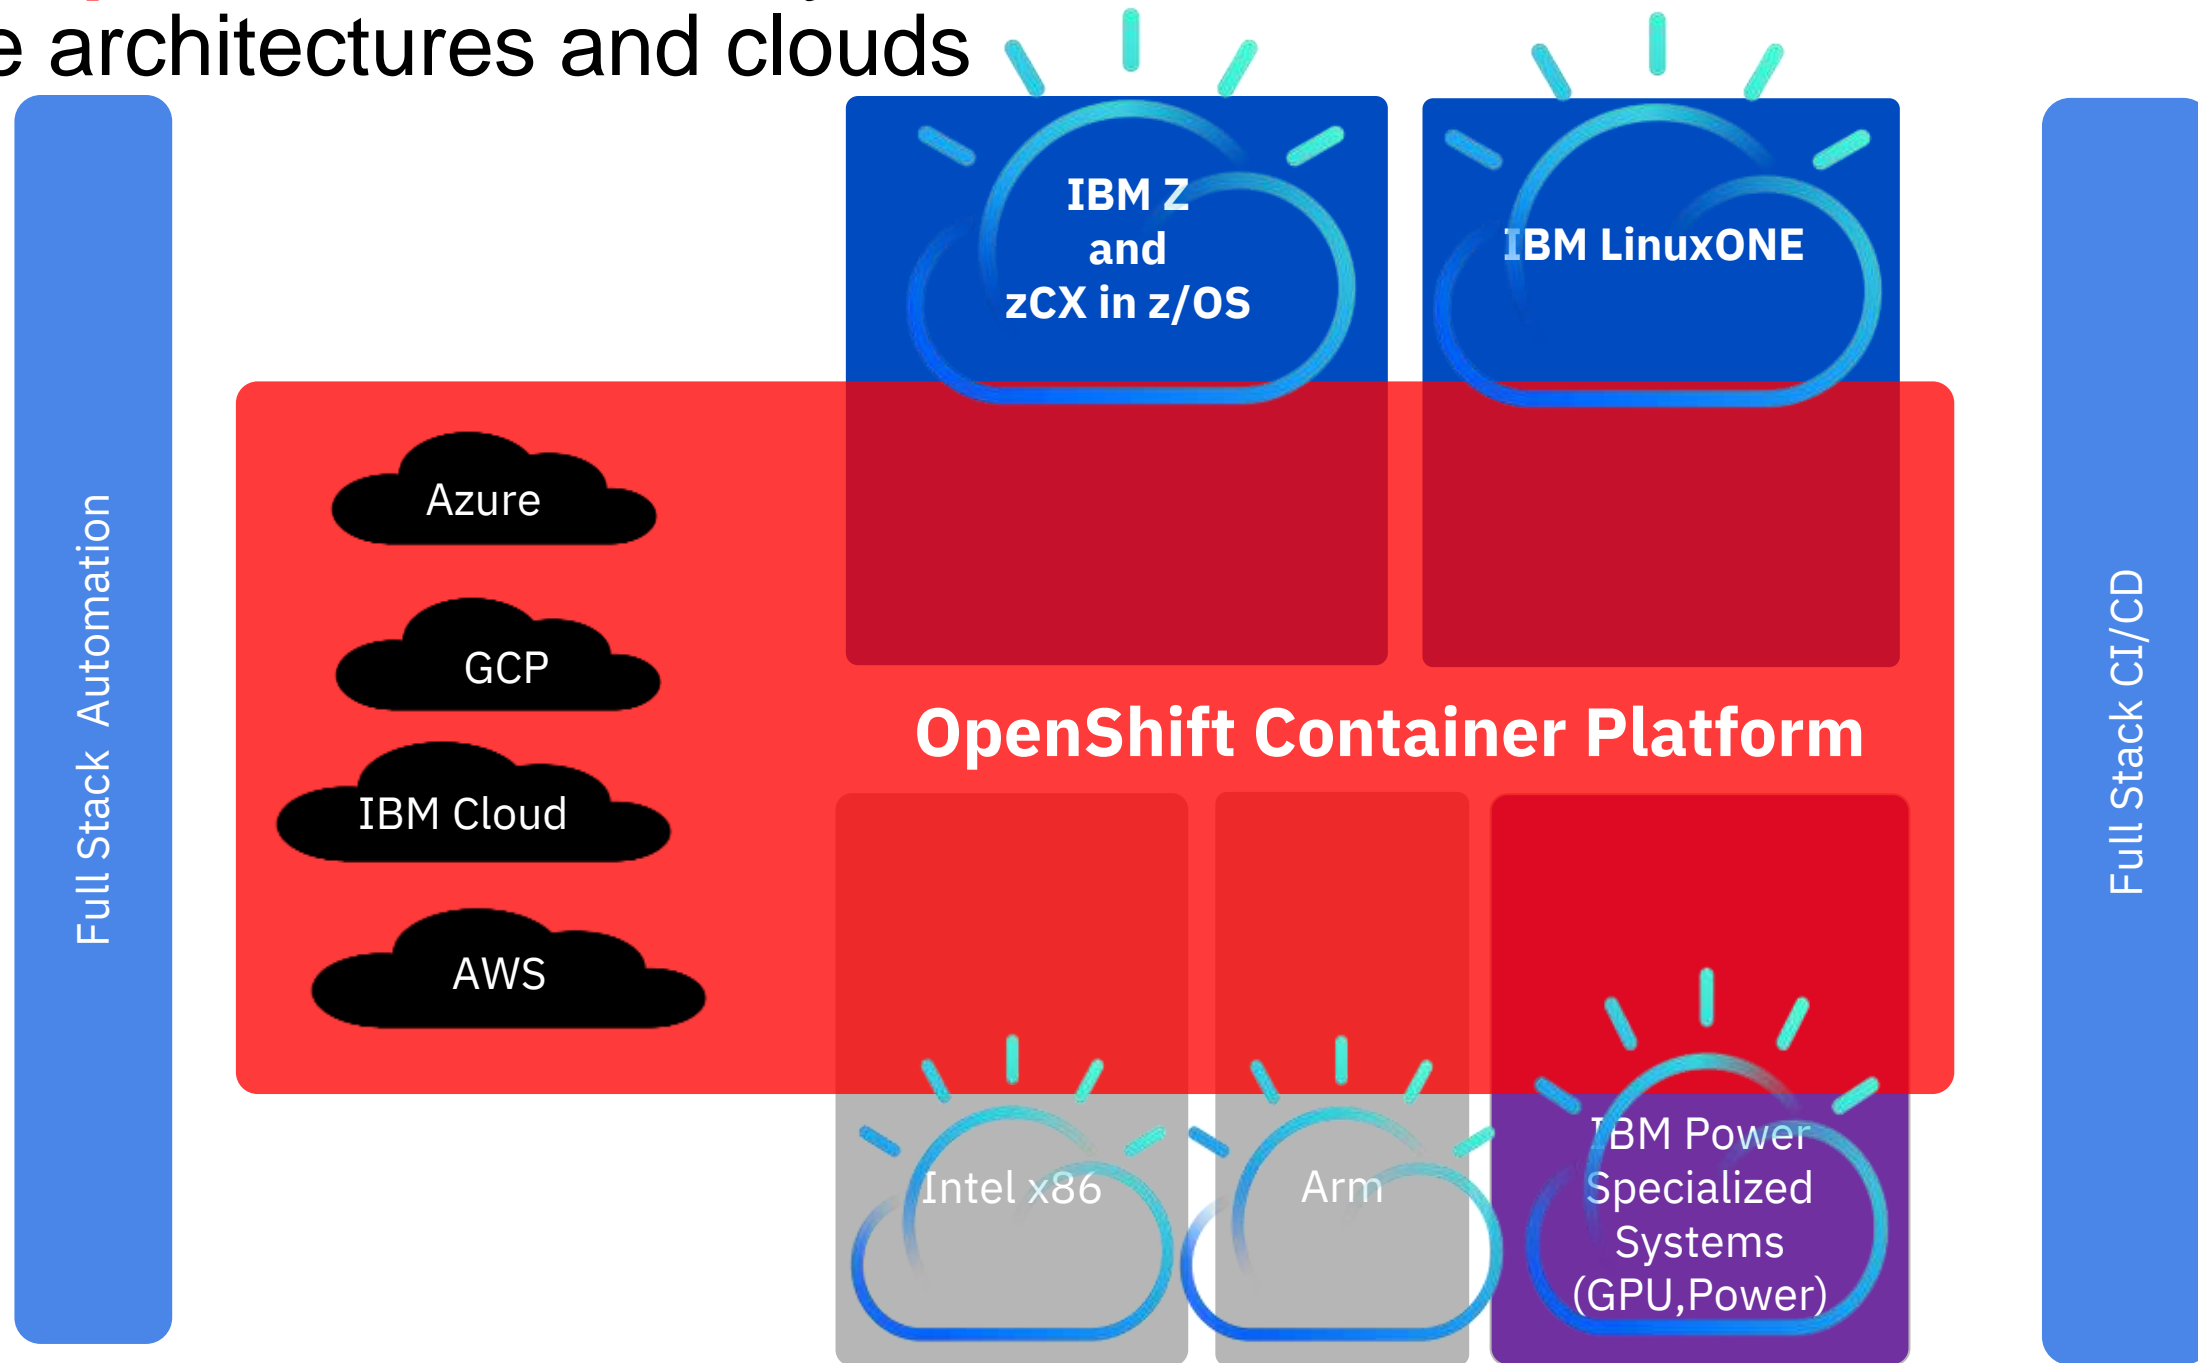 e architectures and clouds
IBM Z
and
zCX in z/OS
IBM LinuxONE
Full Stack Automation
Azure
GCP
IBM Cloud
AWS
OpenShift Container Platform
Full Stack CI/CD
Intel x86
Arm
IBM Power
Specialized
Systems
(GPU,Power)